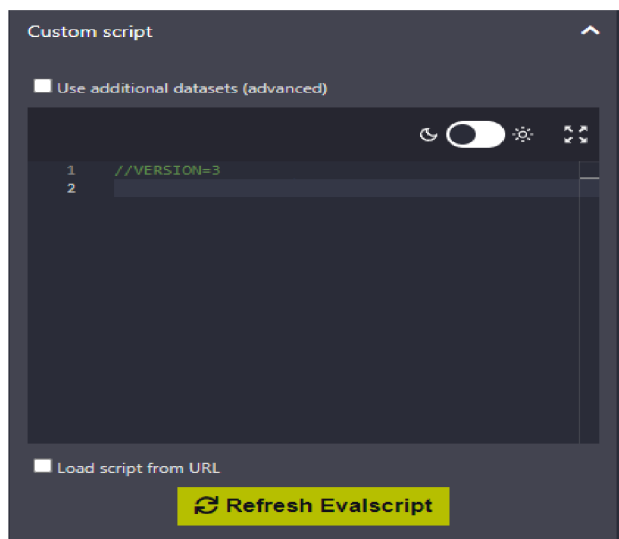 Custom script
Use additional datasets (advanced)
1 //VERSION=3
2
Load script from URL
Refresh Evalscript